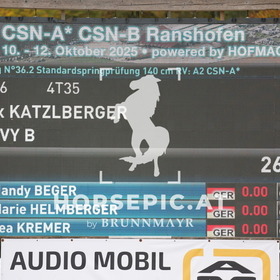 CSN-A* CSN-B Ranshofen
10. - 12. Oktober 2025 • powered by HOFMAG
N°36.2 Standardspringprüfung 140 cm RV: A2 CSN-A*
6 4T35
x KATZLBERGER
VY B
HORSEPIC.AT
by BRUNNMAYR
26
andy BEGER GER 0.00
arie HELMBERGER GER 0.00
ea KREMER GER 0.00
AUDIO MOBIL